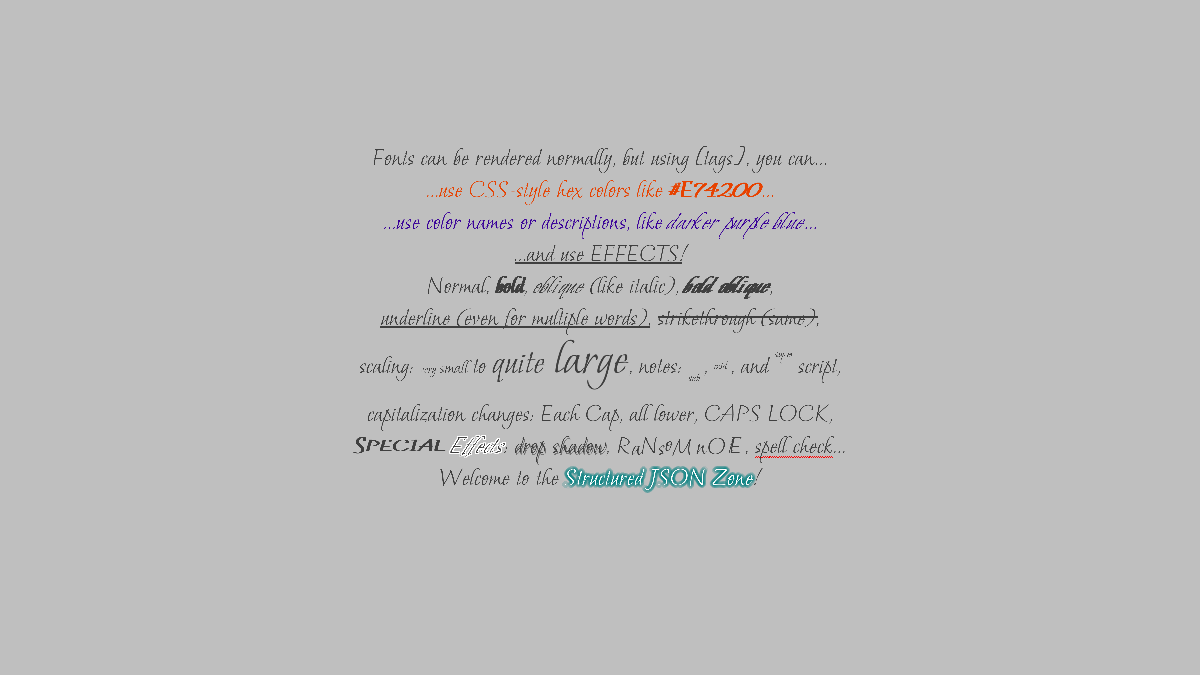 Fonts can be rendered normally, but using [tags], you can...
...use CSS-style hex colors like #E74200...
...use color names or descriptions, like darker purple blue...
...and use EFFECTS!
Normal, bold, oblique (like italic), bold oblique,
underline (even for multiple words), strikethrough (same),
scaling: very small to quite large, notes: sub, mid, and super script,
capitalization changes: Each Cap, all lower, CAPS LOCK,
SPECIAL Effects: drop shadow, RaNsoM nOtE, spell check...
Welcome to the Structured JSON Zone!